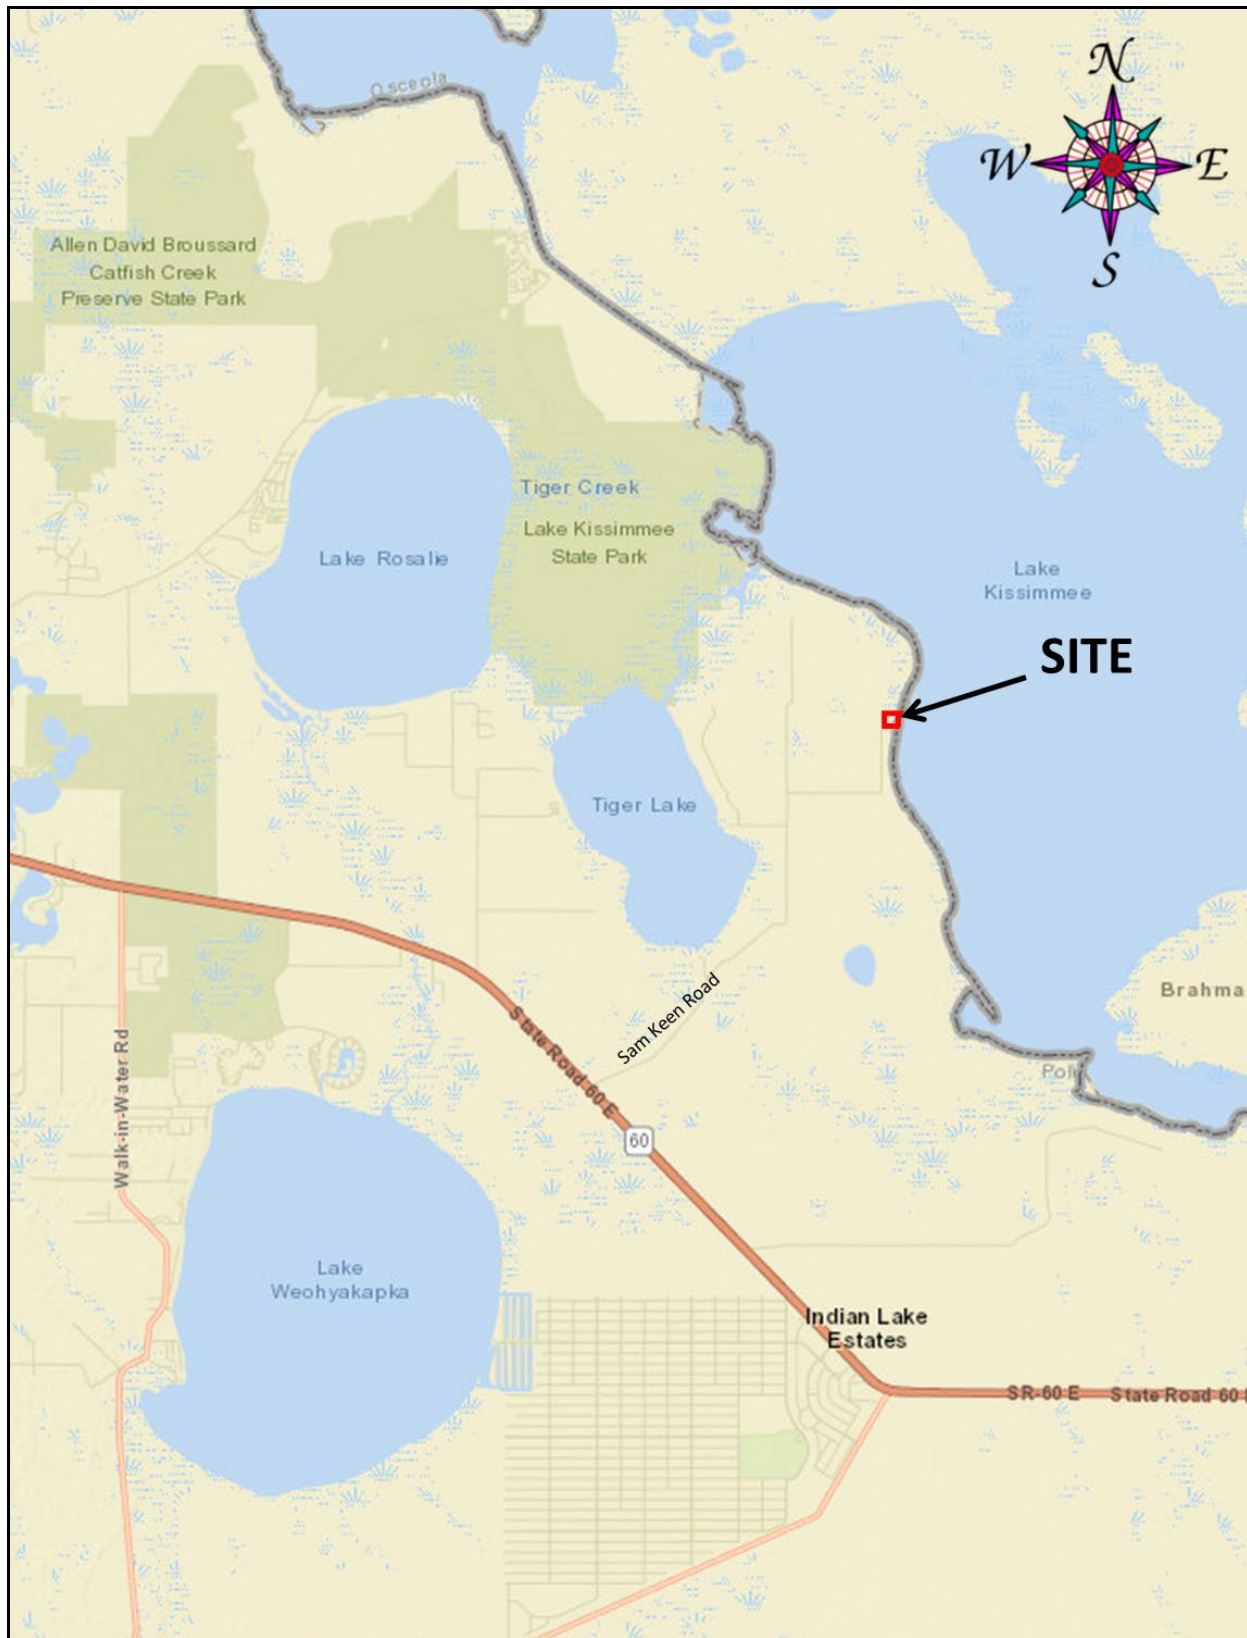 Osceola
N
W
E
S
Allen David Broussard
Catfish Creek
Preserve State Park
Tiger Creek
Lake Kissimmee
State Park
Lake Rosalie
Lake
Kissimmee
SITE
Tiger Lake
Brahma
Sam Keen Road
State Road 60 E
Polk
Walk-in-Water Rd
60
Lake
Weohyakapka
Indian Lake
Estates
SR-60 E
State Road 60